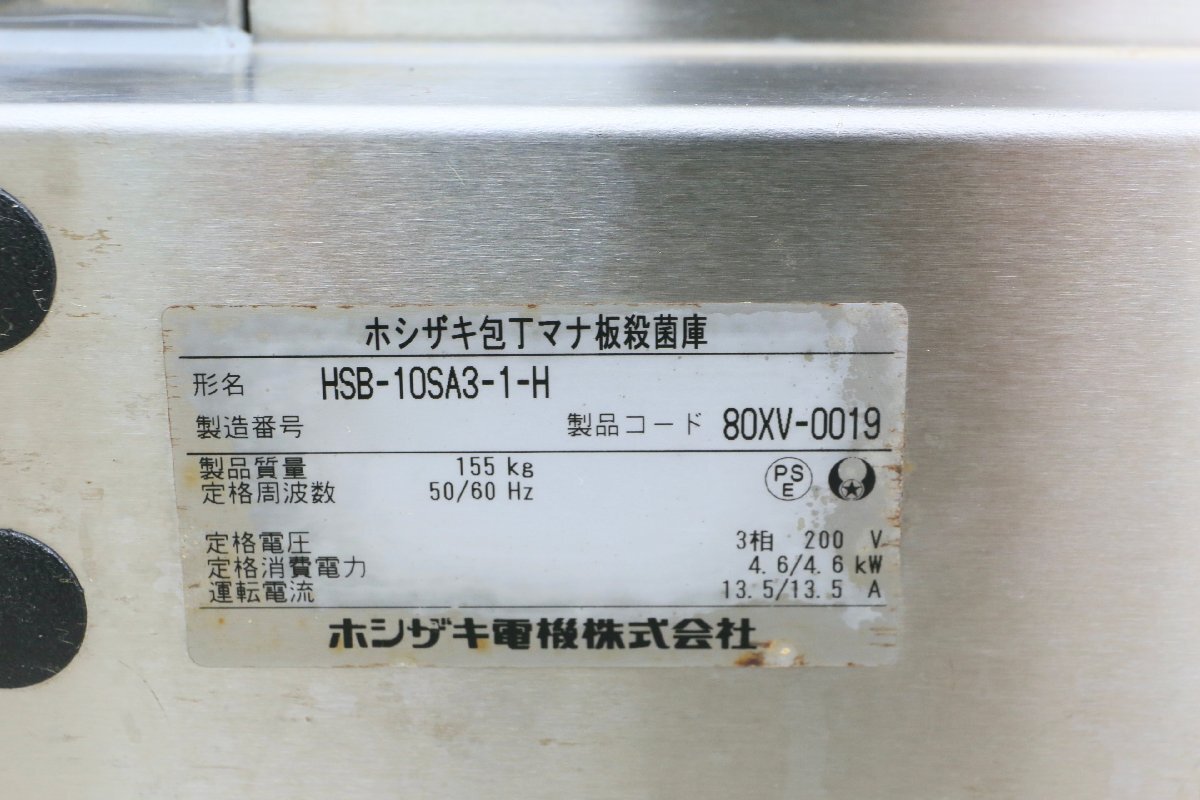 ホシザキ包丁マナ板殺菌庫
形名 HSB-10SA3-1-H
製造番号 製品コード 80XV-0019
製品質量 155 kg
定格周波数 50/60 Hz
PS
E
定格電圧 3相 200 V
定格消費電力 4.6/4.6 kW
運転電流 13.5/13.5 A
ホシザキ電機株式会社